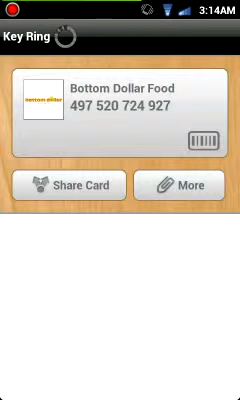 3:14AM
Key Ring
bottom dollar
Bottom Dollar Food
497 520 724 927
Share Card
More